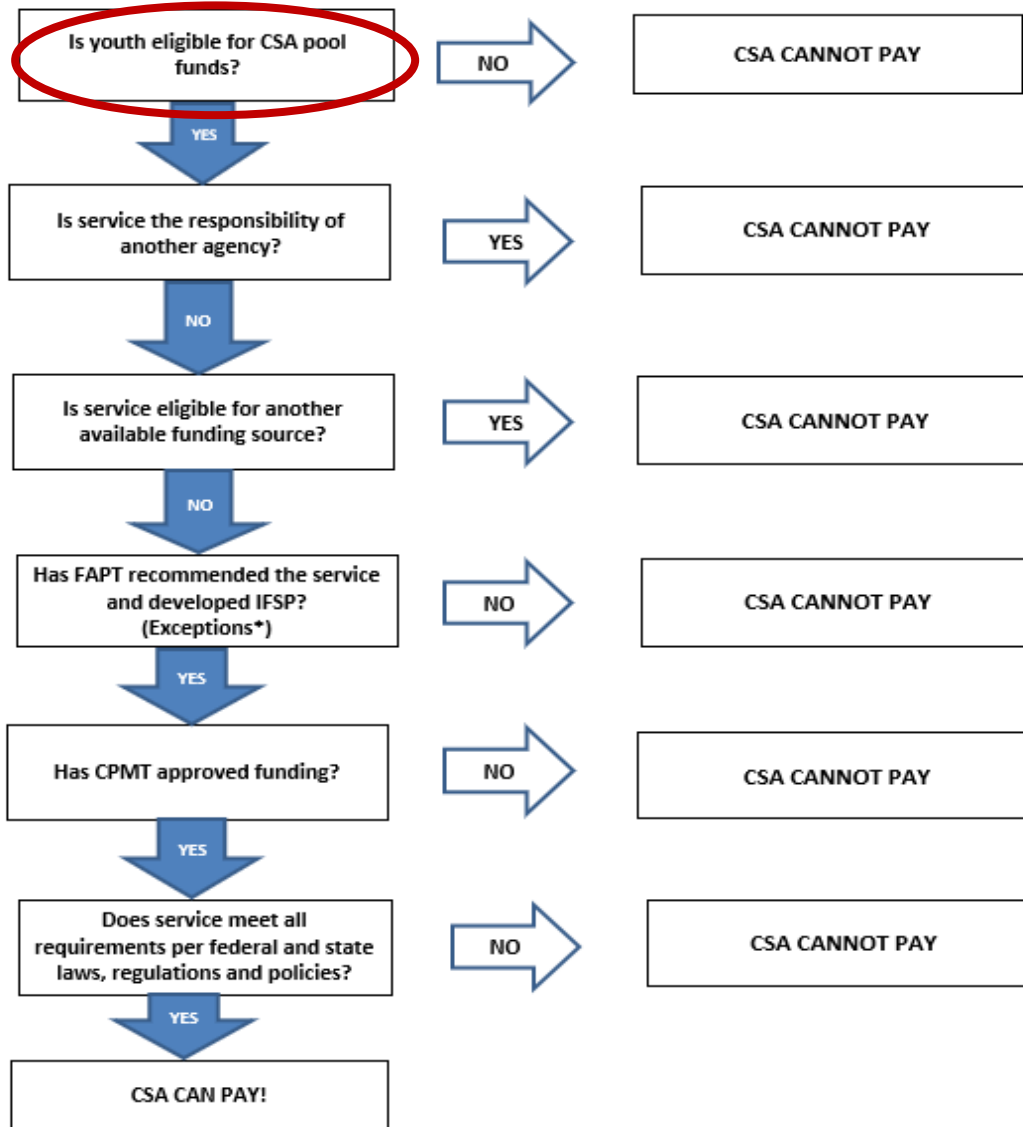 Is youth eligible for CSA pool
funds?
NO
CSA CANNOT PAY
YES
Is service the responsibility of
another agency?
YES
CSA CANNOT PAY
NO
Is service eligible for another
available funding source?
YES
CSA CANNOT PAY
NO
Has FAPT recommended the service
and developed IFSP?
(Exceptions*)
NO
CSA CANNOT PAY
YES
Has CPMT approved funding?
NO
CSA CANNOT PAY
YES
Does service meet all
requirements per federal and state
laws, regulations and policies?
NO
CSA CANNOT PAY
YES
CSA CAN PAY!